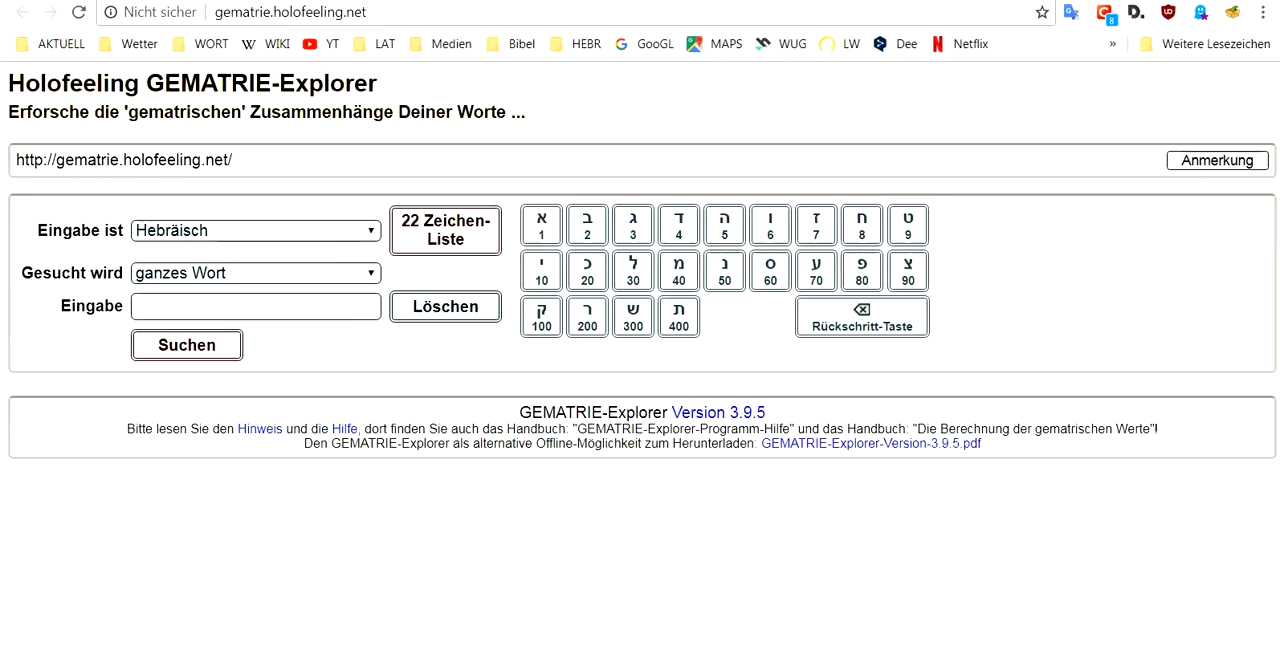 Nicht sicher gematrie.holofeeling.net
AKTUELL Wetter WORT WIKI YT LAT Medien Bibel HEBR GooGL MAPS WUG LW Dee Netflix » Weitere Lesezeichen
Holofeeling GEMATRIE-Explorer
Erforsche die 'gematrischen' Zusammenhänge Deiner Worte ...
http://gematrie.holofeeling.net/ Anmerkung
Eingabe ist Hebräisch
22 Zeichen-
Liste
Gesucht wird ganzes Wort
Eingabe Löschen
Suchen
א ב ג ד ה ו ז ח ט
1 2 3 4 5 6 7 8 9
י כ ל מ נ ס ע פ צ
10 20 30 40 50 60 70 80 90
ק ר ש ת
100 200 300 400 Rückschritt-Taste
GEMATRIE-Explorer Version 3.9.5
Bitte lesen Sie den Hinweis und die Hilfe, dort finden Sie auch das Handbuch: "GEMATRIE-Explorer-Programm-Hilfe" und das Handbuch: "Die Berechnung der gematrischen Werte"!
Den GEMATRIE-Explorer als alternative Offline-Möglichkeit zum Herunterladen: GEMATRIE-Explorer-Version-3.9.5.pdf